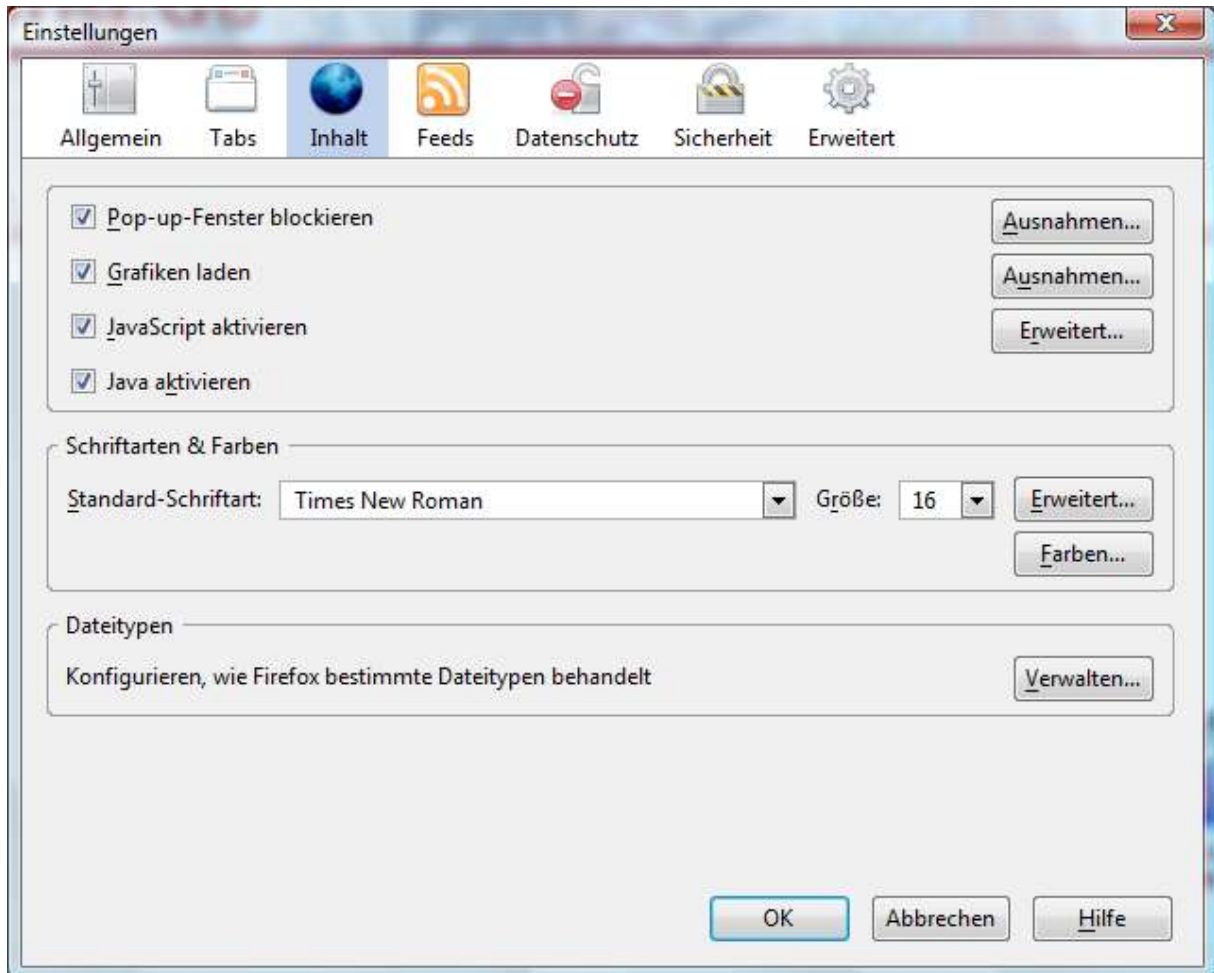 Einstellungen
Allgemein Tabs Inhalt Feeds Datenschutz Sicherheit Erweitert
Pop-up-Fenster blockieren Ausnahmen...
Grafiken laden Ausnahmen...
JavaScript aktivieren Erweitert...
Java aktivieren
Schriftarten & Farben
Standard-Schriftart: Times New Roman Größe: 16 Erweitert...
Farben...
Dateitypen
Konfigurieren, wie Firefox bestimmte Dateitypen behandelt Verwalten...
OK Abbrechen Hilfe